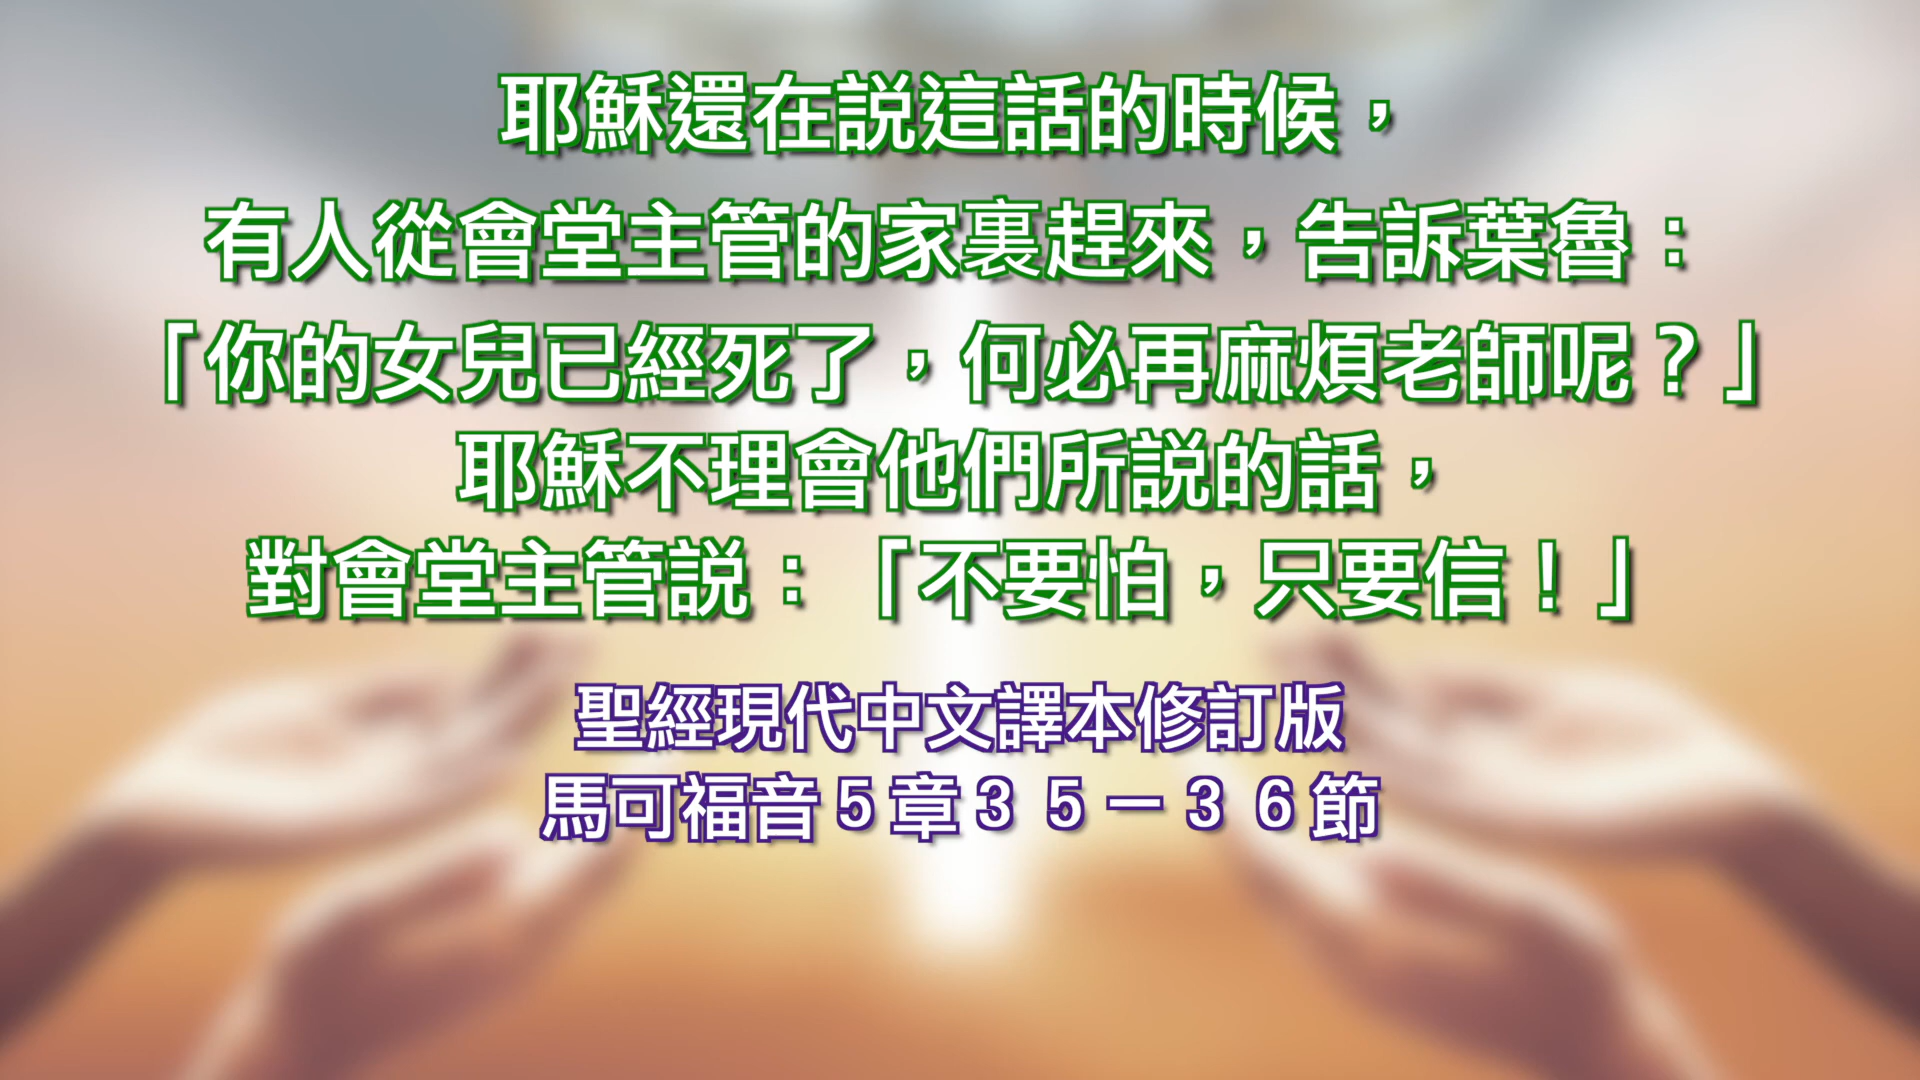 耶穌還在説這話的時候，
有人從會堂主管的家裏趕來，告訴葉魯：
「你的女兒已經死了，何必再麻煩老師呢？」
耶穌不理會他們所説的話，
對會堂主管説：「不要怕，只要信！」
聖經現代中文譯本修訂版
馬可福音５章３５－３６節